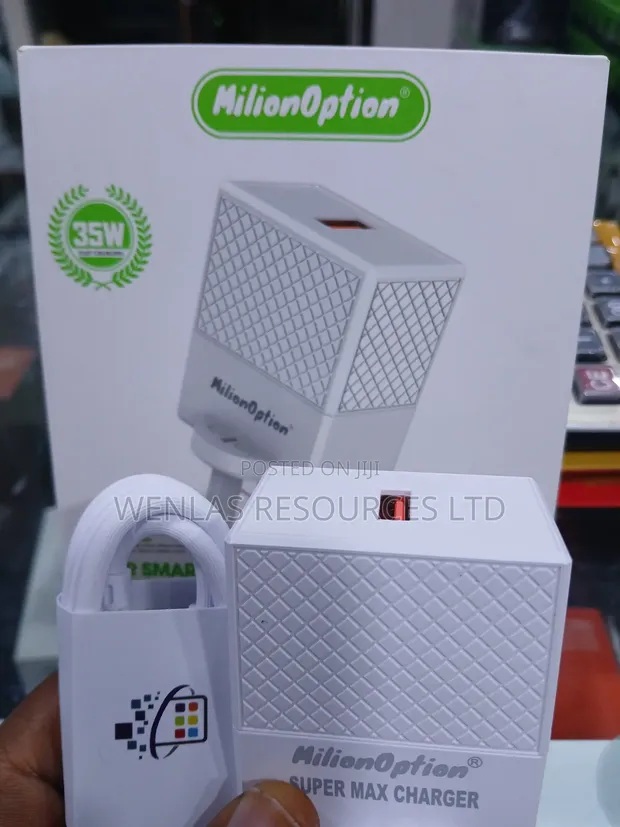 MilionOption®
35W
MilionOption®
POSTED ON JIJI
WENLAS RESOURCES LTD
SMAR
MilionOption®
SUPER MAX CHARGER